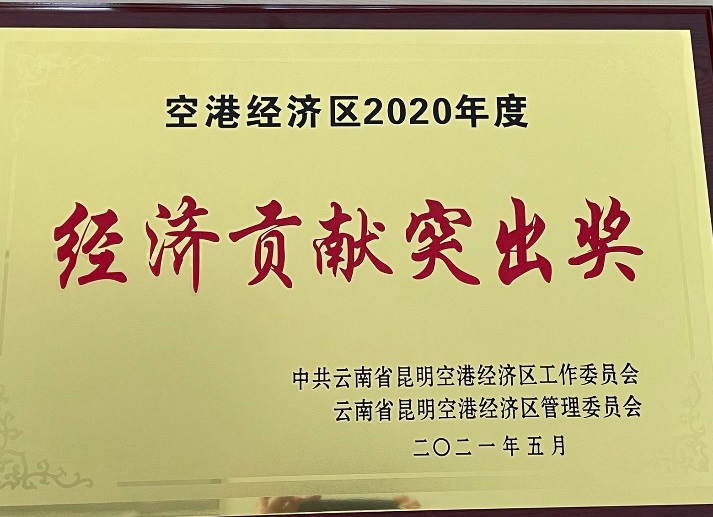 空港经济区2020年度
经济贡献突出奖
中共云南省昆明空港经济区工作委员会
云南省昆明空港经济区管理委员会
二〇二一年五月